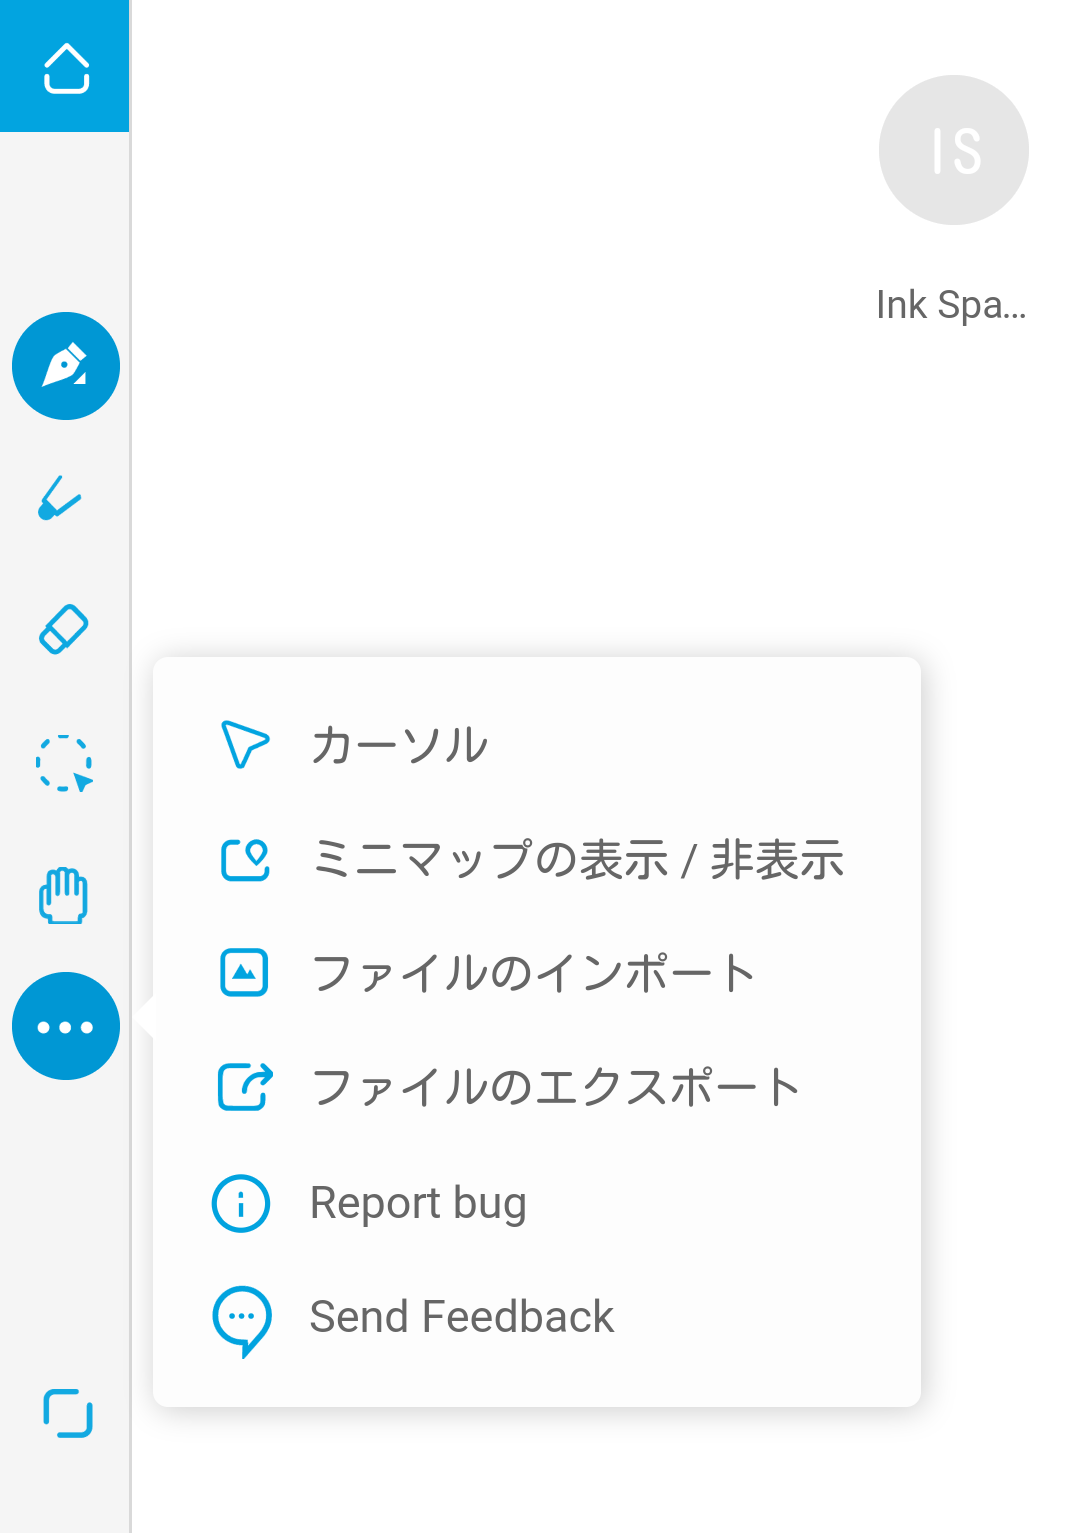 IS
Ink Spa...
カーソル
ミニマップの表示 / 非表示
ファイルのインポート
ファイルのエクスポート
Report bug
Send Feedback